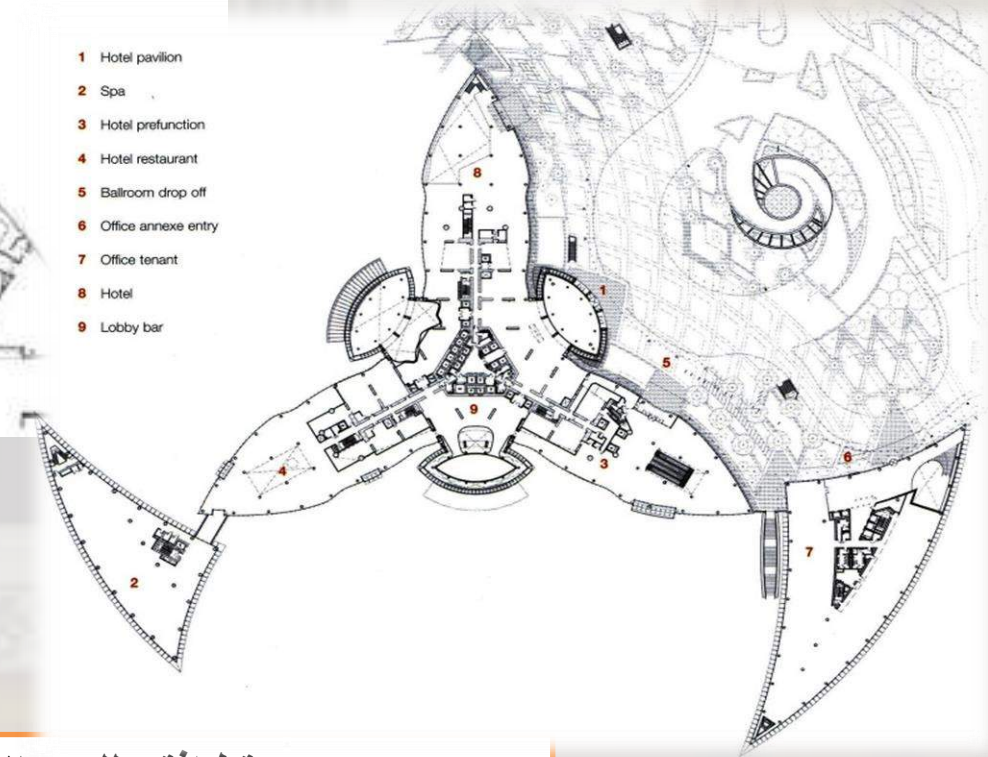 1 Hotel pavilion
2 Spa
3 Hotel prefunction
4 Hotel restaurant
5 Ballroom drop off
6 Office annexe entry
7 Office tenant
8 Hotel
9 Lobby bar
8
1
5
9
4
3
6
7
2